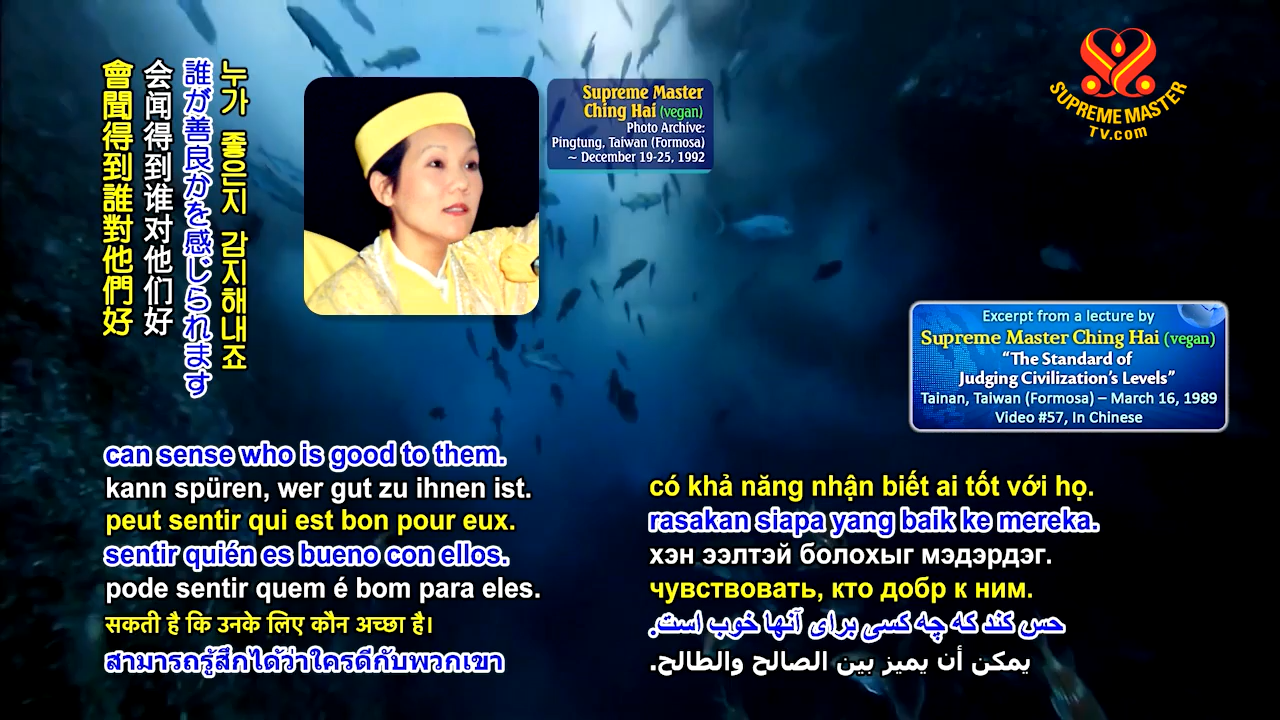 會聞得到誰對他們好
会闻得到谁对他们好
誰が善良かを感じられます
누가 좋은지 감지해내죠
Supreme Master
Ching Hai (vegan)
Photo Archive:
Pingtung, Taiwan (Formosa)
~ December 19-25, 1992
SUPREME MASTER
TV.com
Excerpt from a lecture by
Supreme Master Ching Hai (vegan)
“The Standard of
Judging Civilization’s Levels”
Tainan, Taiwan (Formosa) – March 16, 1989
Video #57, In Chinese
can sense who is good to them.
kann spüren, wer gut zu ihnen ist.
peut sentir qui est bon pour eux.
sentir quién es bueno con ellos.
pode sentir quem é bom para eles.
सकती है कि उनके लिए कौन अच्छा है।
สามารถรู้สึกได้ว่าใครดีกับพวกเขา
có khả năng nhận biết ai tốt với họ.
rasakan siapa yang baik ke mereka.
хэн ээлтэй болохыг мэдэрдэг.
чувствовать, кто добр к ним.
حس کند که چه کسی برای آنها خوب است.
يمكن أن يميز بين الصالح والطالح.